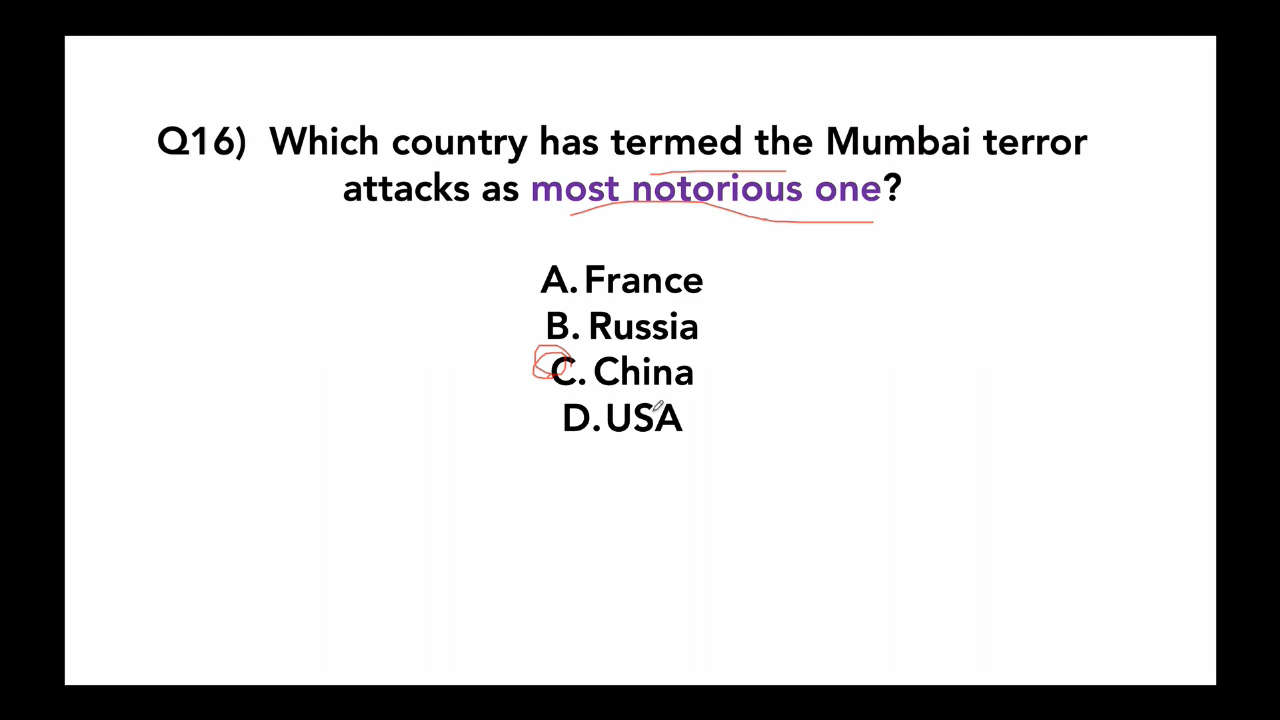 Q16) Which country has termed the Mumbai terror
attacks as most notorious one?
A. France
B. Russia
C. China
D. USA